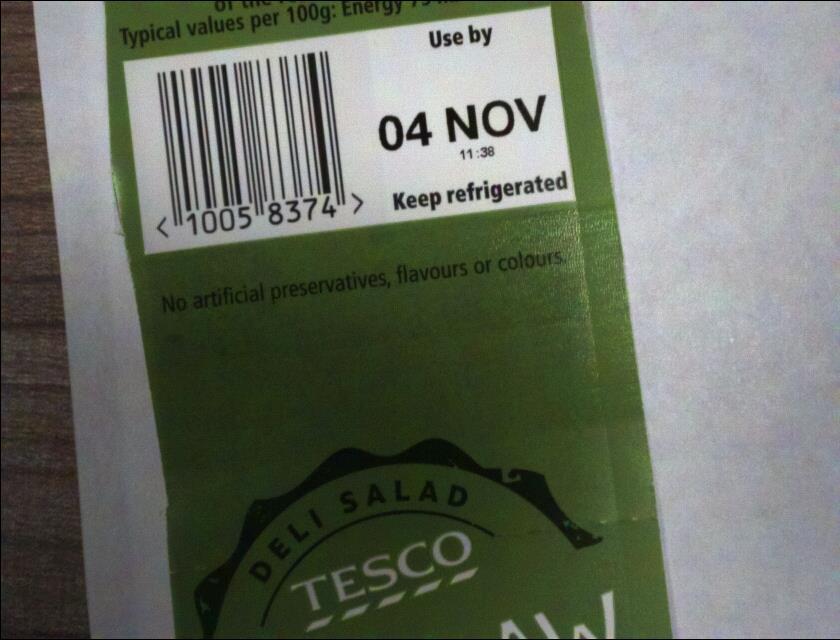 Typical values per 100g: Energy
Use by
04 NOV
11:38
Keep refrigerated
< 1005 8374 >
No artificial preservatives, flavours or colours.
DELI SALAD
TESCO